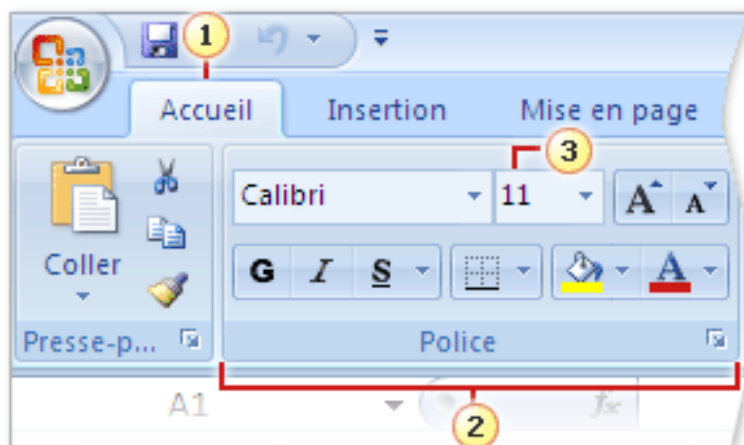 1
Accueil Insertion Mise en page
3
Calibri 11 A A
Coller
G I S A
Presse-p... Police
A1 fx
2